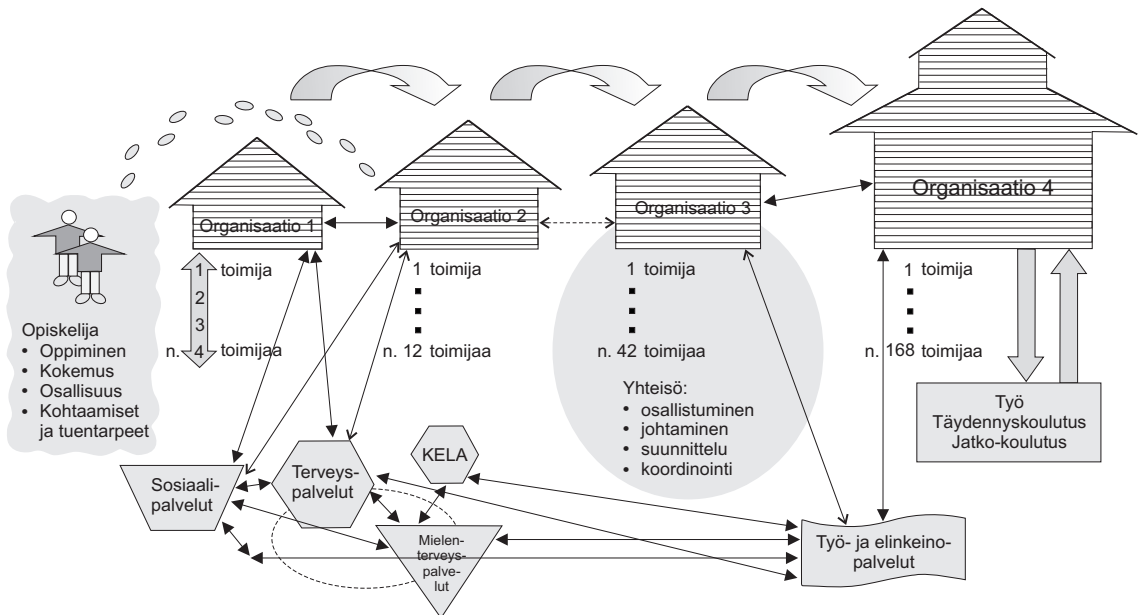 Organisaatio 1
Organisaatio 2
Organisaatio 3
Organisaatio 4
1 toimija
2
3
n. 4 toimijaa
1 toimija
n. 12 toimijaa
1 toimija
n. 42 toimijaa
1 toimija
n. 168 toimijaa
Opiskelija
• Oppiminen
• Kokemus
• Osallisuus
• Kohtaamiset
ja tuentarpeet
Yhteisö:
• osallistuminen
• johtaminen
• suunnittelu
• koordinointi
Työ
Täydennyskoulutus
Jatko-koulutus
Sosiaali-
palvelut
Terveys-
palvelut
KELA
Mielen-
terveys-
palve-
lut
Työ- ja elinkeino-
palvelut